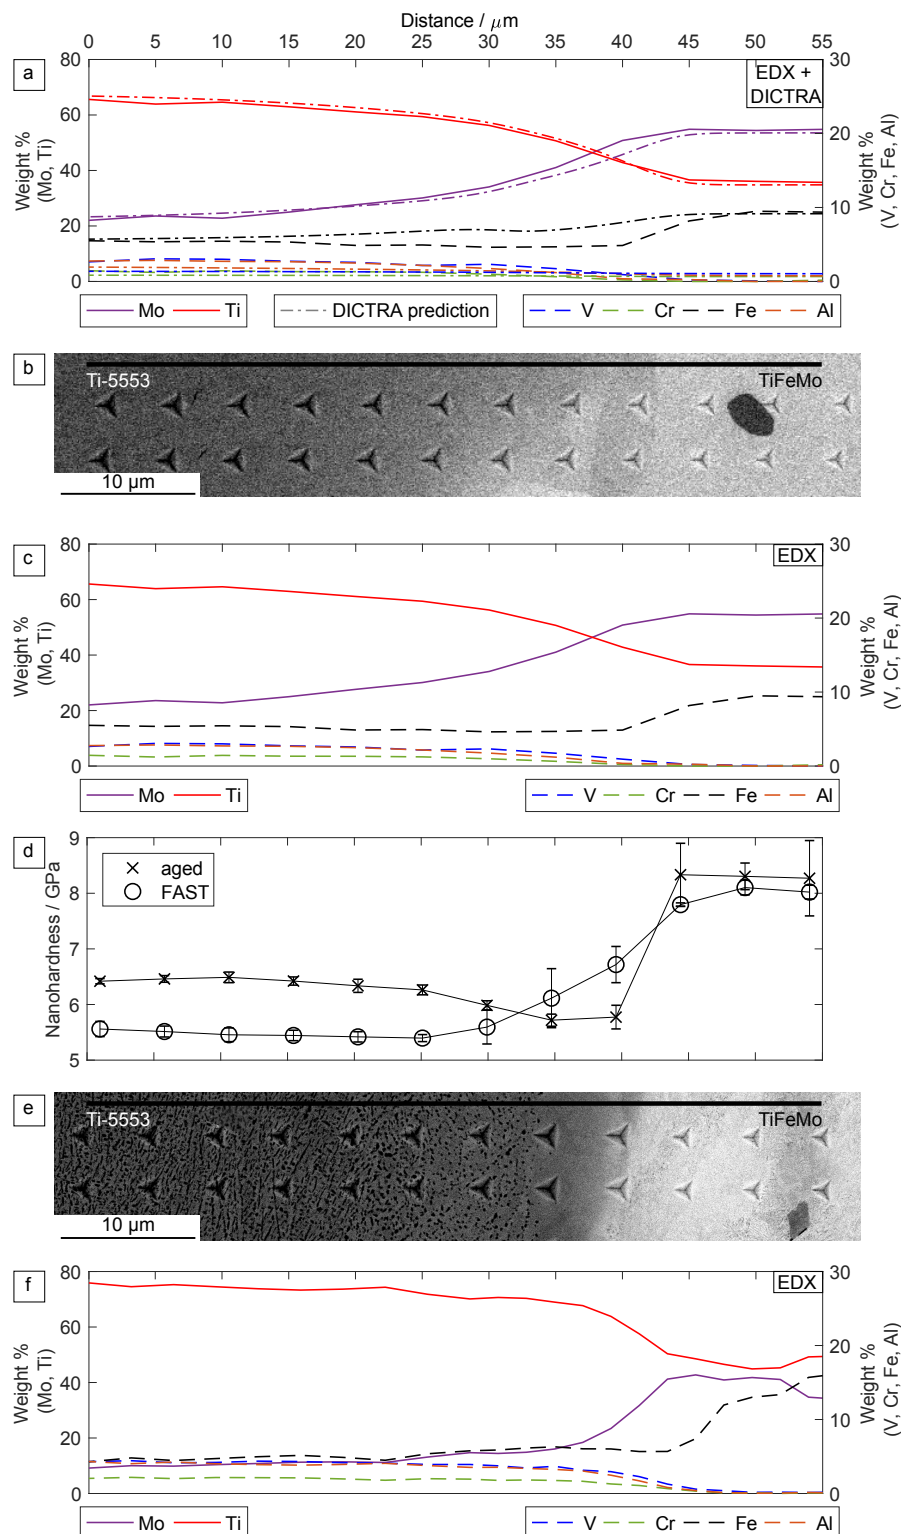 Distance / μm
0 5 10 15 20 25 30 35 40 45 50 55
a
80
60
40
20
0
Weight %
(Mo, Ti)
EDX +
DICTRA
30
20
10
0
Weight %
(V, Cr, Fe, Al)
Mo Ti
DICTRA prediction
V Cr Fe Al
b
Ti-5553
TiFeMo
10 μm
c
80
60
40
20
0
Weight %
(Mo, Ti)
EDX
30
20
10
0
Weight %
(V, Cr, Fe, Al)
Mo Ti
V Cr Fe Al
d
9
8
7
6
5
Nanohardness / GPa
aged
FAST
e
Ti-5553
TiFeMo
10 μm
f
80
60
40
20
0
Weight %
(Mo, Ti)
EDX
30
20
10
0
Weight %
(V, Cr, Fe, Al)
Mo Ti
V Cr Fe Al